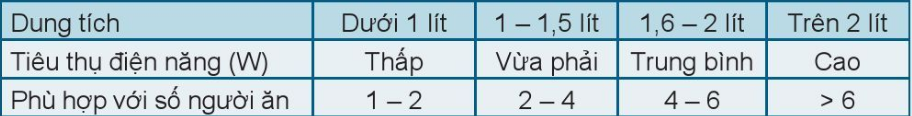 Dung tích Dưới 1 lít 1 – 1,5 lít 1,6 – 2 lít Trên 2 lít
Tiêu thụ điện năng (W) Thấp Vừa phải Trung bình Cao
Phù hợp với số người ăn 1 – 2 2 – 4 4 – 6 > 6